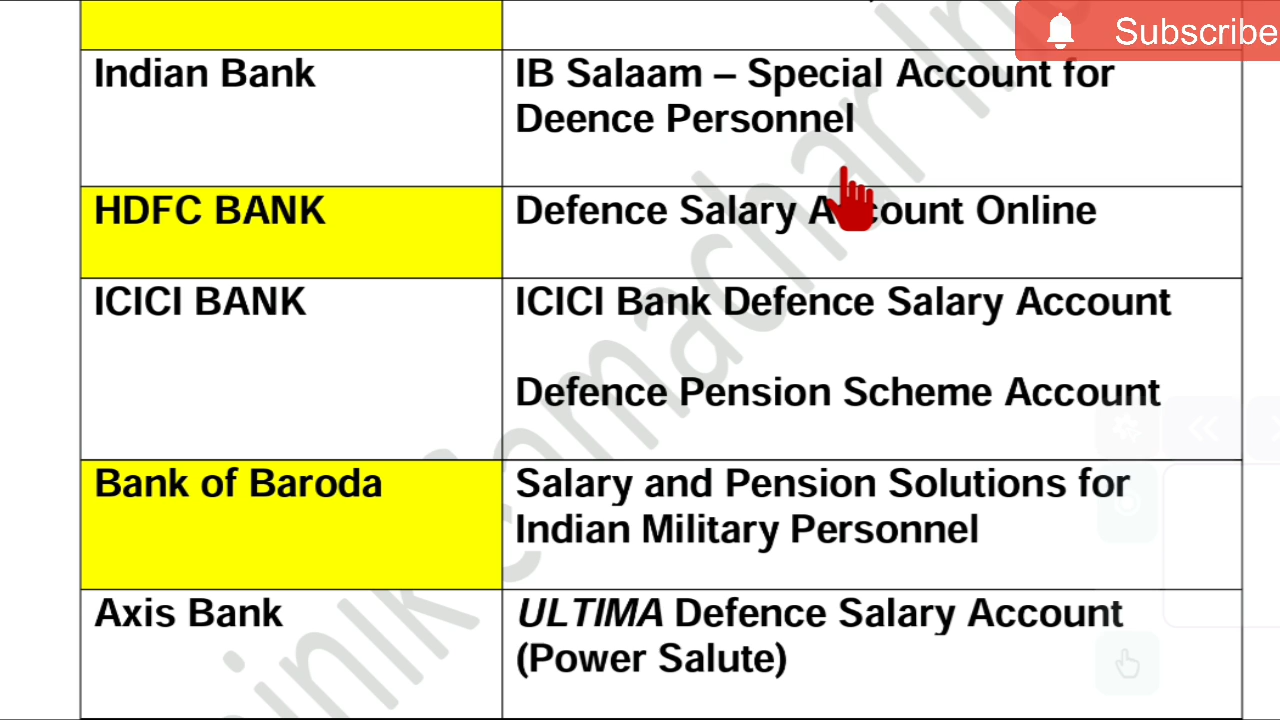 Subscribe
Indian Bank
IB Salaam – Special Account for
Deence Personnel
HDFC BANK
Defence Salary Account Online
ICICI BANK
ICICI Bank Defence Salary Account
Defence Pension Scheme Account
Bank of Baroda
Salary and Pension Solutions for
Indian Military Personnel
Axis Bank
ULTIMA Defence Salary Account
(Power Salute)